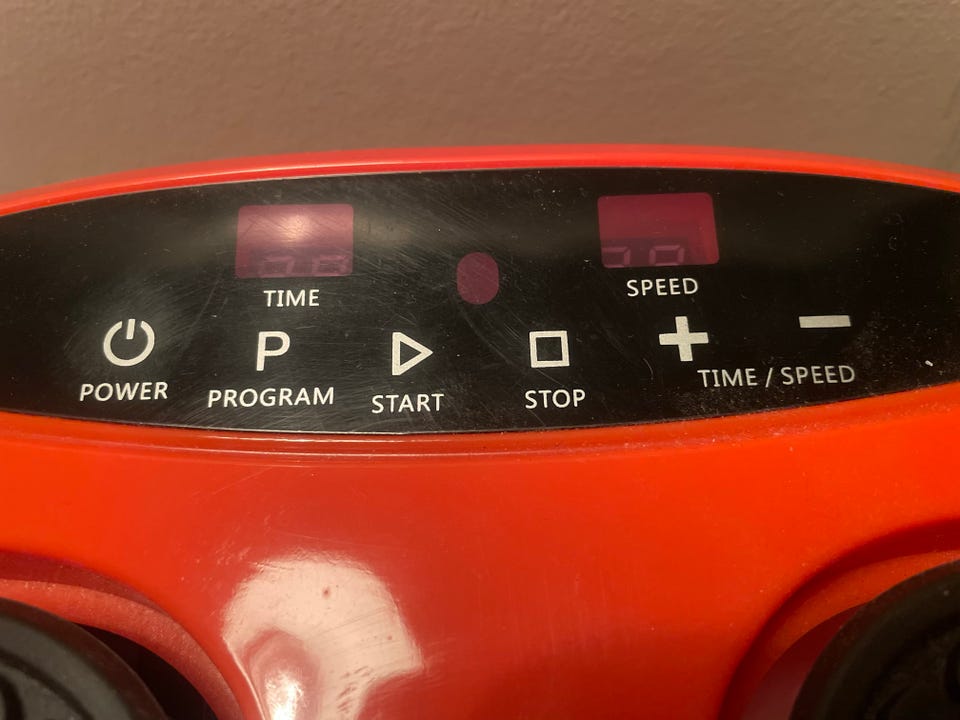 TIME
SPEED
POWER
P
PROGRAM
START
STOP
TIME / SPEED